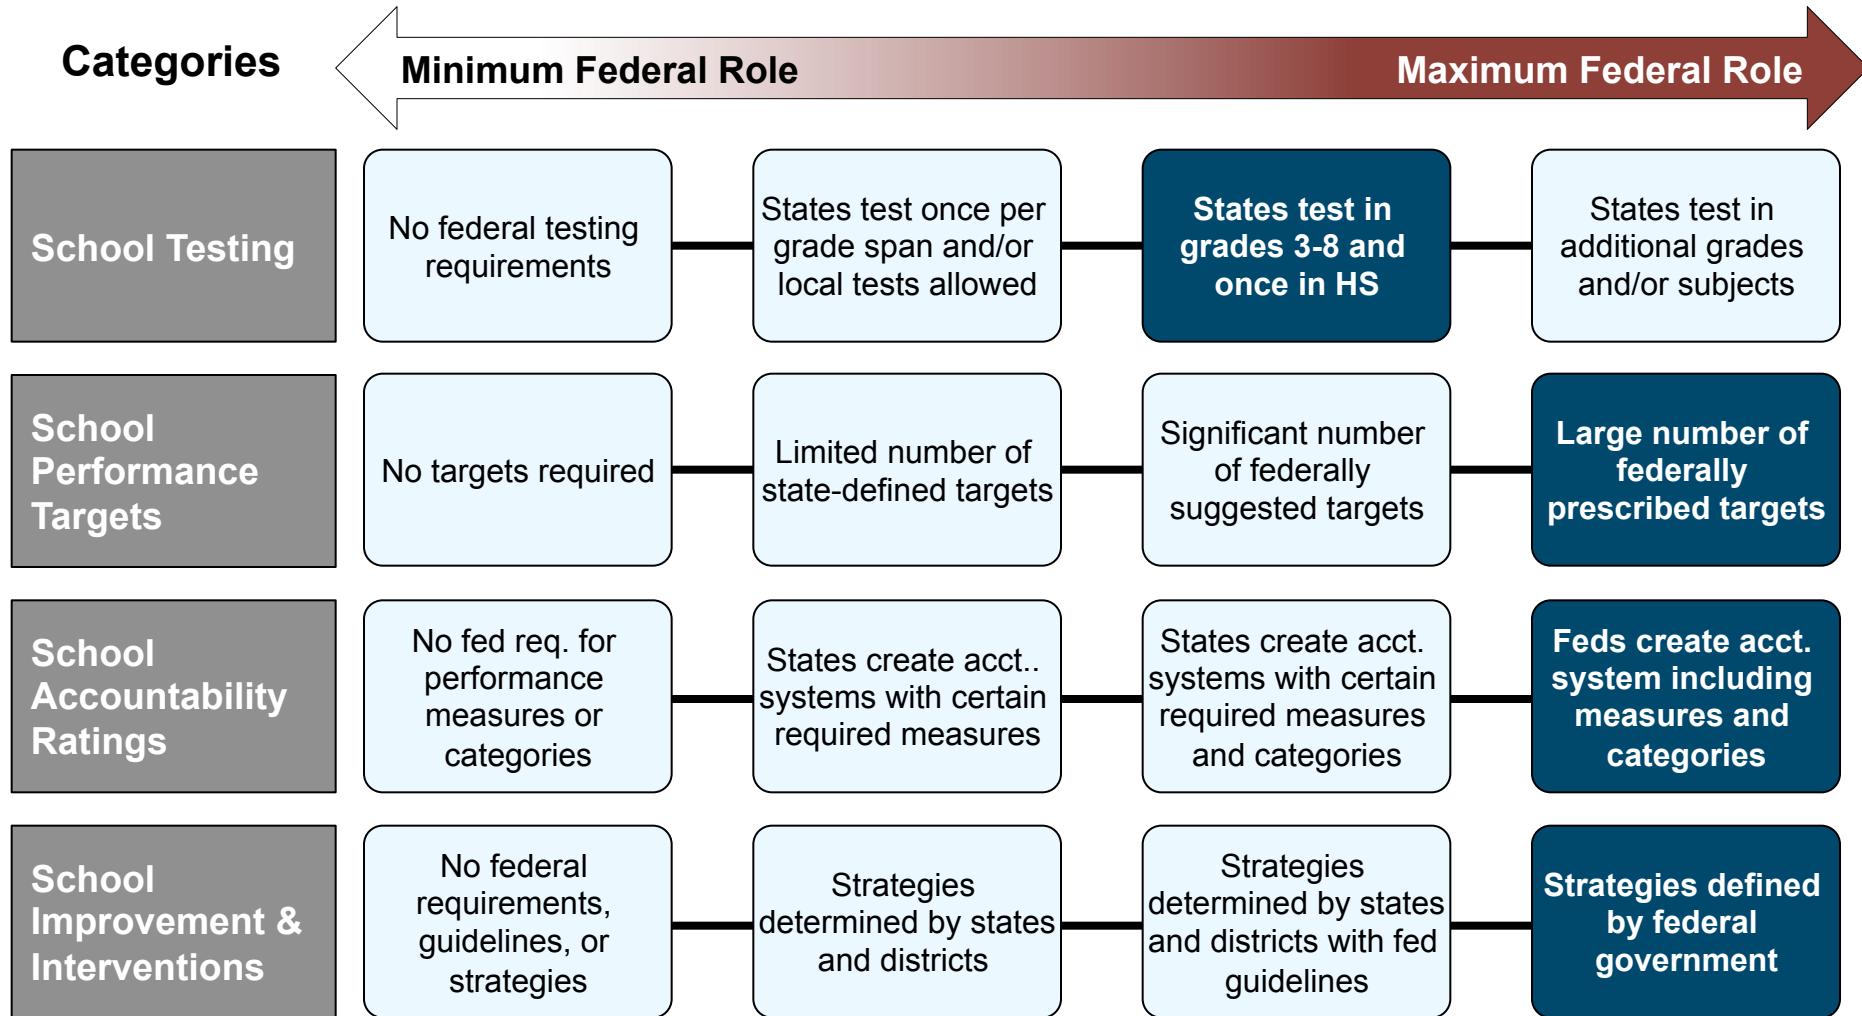 Categories
Minimum Federal Role
Maximum Federal Role
School Testing
No federal testing
requirements
States test once per
grade span and/or
local tests allowed
States test in
grades 3-8 and
once in HS
States test in
additional grades
and/or subjects
School
Performance
Targets
No targets required
Limited number of
state-defined targets
Significant number
of federally
suggested targets
Large number of
federally
prescribed targets
School
Accountability
Ratings
No fed req. for
performance
measures or
categories
States create acct..
systems with certain
required measures
States create acct.
systems with certain
required measures
and categories
Feds create acct.
system including
measures and
categories
School
Improvement &
Interventions
No federal
requirements,
guidelines, or
strategies
Strategies
determined by states
and districts
Strategies
determined by states
and districts with fed
guidelines
Strategies defined
by federal
government